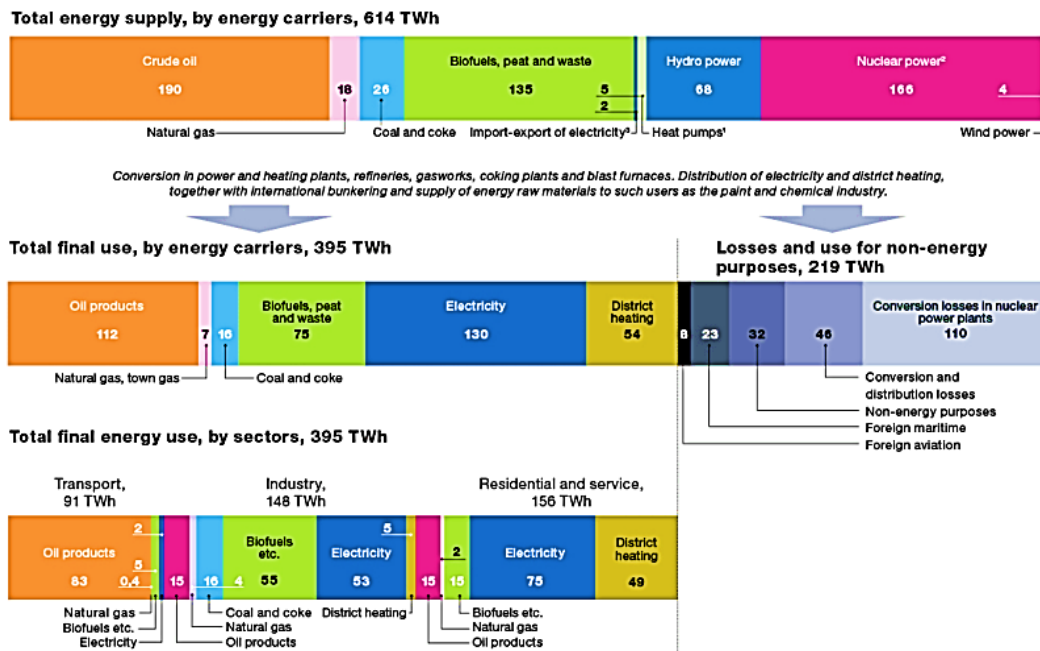 Total energy supply, by energy carriers, 614 TWh
Crude oil
190
18
26
Biofuels, peat and waste
135
5
2
Hydro power
68
Nuclear power²
166
4
Natural gas
Coal and coke
Import-export of electricity³
Heat pumps¹
Wind power
Conversion in power and heating plants, refineries, gasworks, coking plants and blast furnaces. Distribution of electricity and district heating,
together with international bunkering and supply of energy raw materials to such users as the paint and chemical industry.
Total final use, by energy carriers, 395 TWh
Oil products
112
7
16
Biofuels, peat
and waste
75
Electricity
130
District
heating
54
Natural gas, town gas
Coal and coke
Losses and use for non-energy
purposes, 219 TWh
8
23
32
46
Conversion losses in nuclear
power plants
110
Conversion and
distribution losses
Non-energy purposes
Foreign maritime
Foreign aviation
Total final energy use, by sectors, 395 TWh
Transport,
91 TWh
Industry,
148 TWh
Residential and service,
156 TWh
Oil products
83
2
5
0,4
15
16
4
Biofuels
etc.
55
Electricity
53
5
15
2
15
Electricity
75
District
heating
49
Natural gas
Biofuels etc.
Electricity
Coal and coke
Natural gas
Oil products
District heating
Biofuels etc.
Natural gas
Oil products